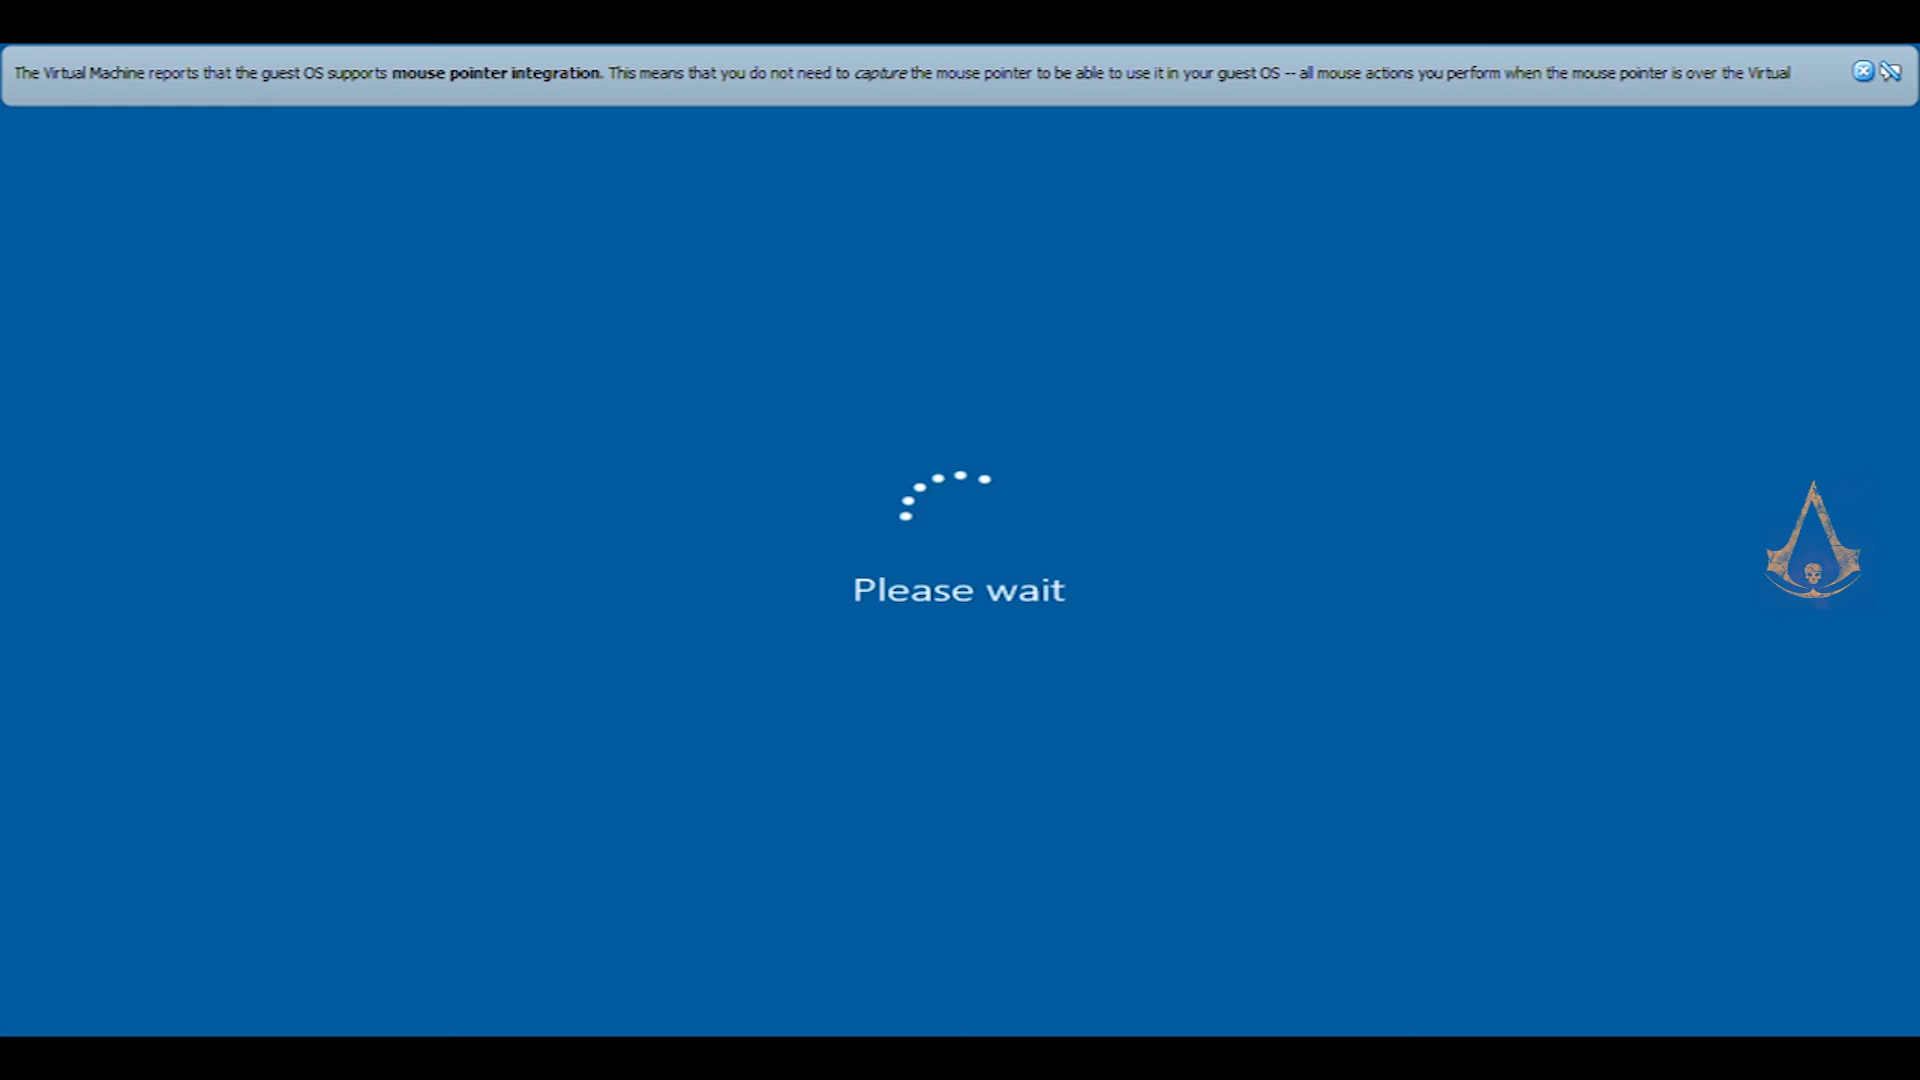 The Virtual Machine reports that the guest OS supports mouse pointer integration. This means that you do not need to capture the mouse pointer to be able to use it in your guest OS -- all mouse actions you perform when the mouse pointer is over the Virtual
Please wait